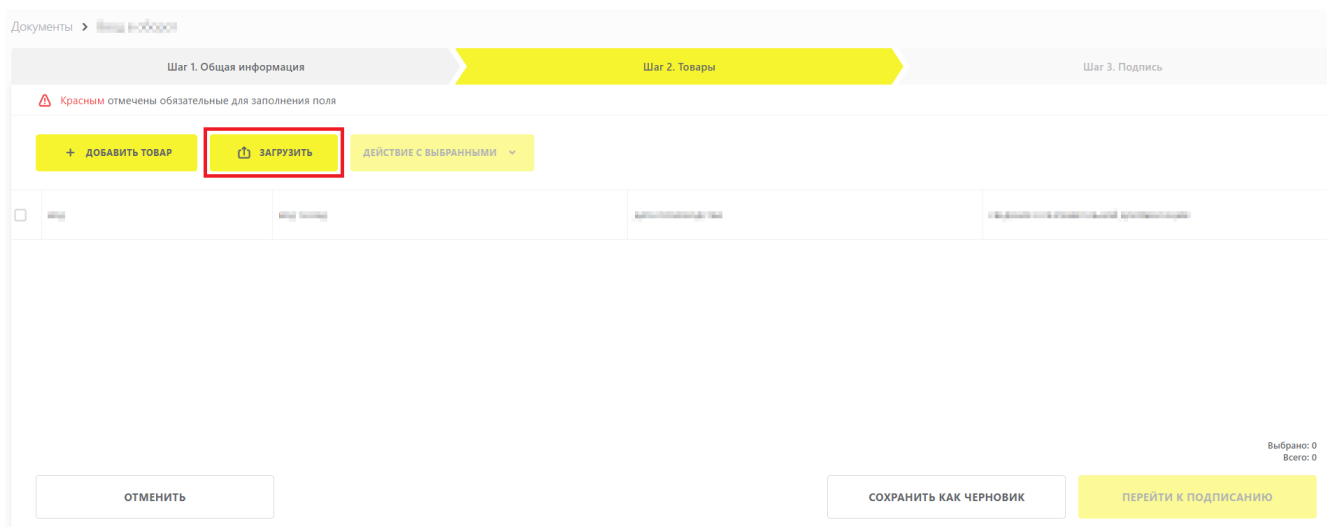 Документы >
Шаг 1. Общая информация
Шаг 2. Товары
Шаг 3. Подпись
Красным отмечены обязательные для заполнения поля
+ ДОБАВИТЬ ТОВАР
ЗАГРУЗИТЬ
ДЕЙСТВИЕ С ВЫБРАННЫМИ
Выбрано: 0
Всего: 0
ОТМЕНИТЬ
СОХРАНИТЬ КАК ЧЕРНОВИК
ПЕРЕЙТИ К ПОДПИСАНИЮ